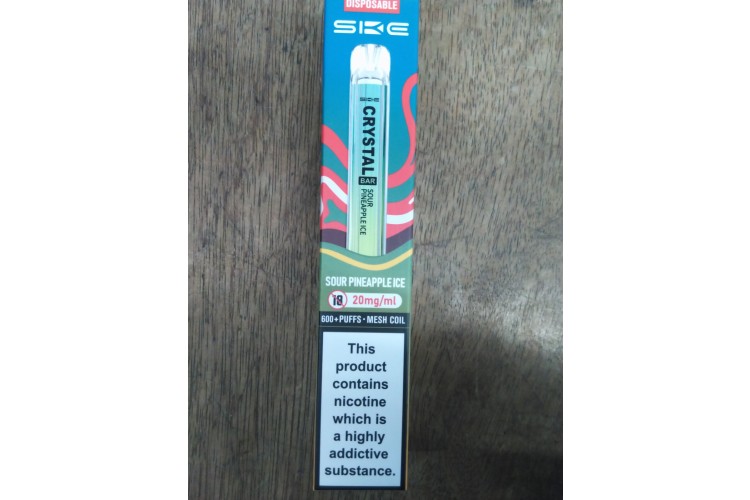 DISPOSABLE
SKE
SKE
CRYSTAL
BAR
SOUR
PINEAPPLE ICE
SOUR PINEAPPLE ICE
18 20mg/ml
600+PUFFS · MESH COIL
This
product
contains
nicotine
which is
a highly
addictive
substance.